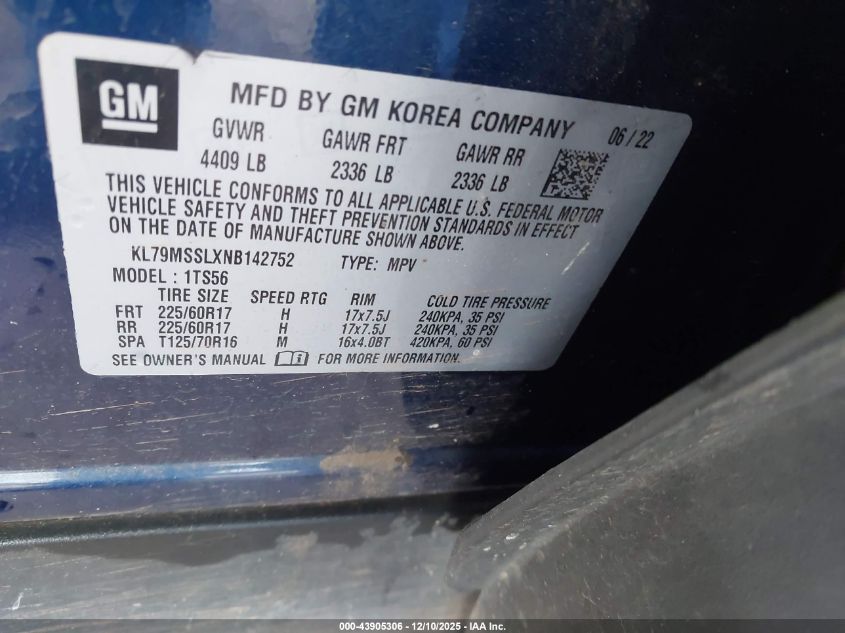 GM
MFD BY GM KOREA COMPANY 06/22
GVWR GAWR FRT GAWR RR
4409 LB 2336 LB 2336 LB
THIS VEHICLE CONFORMS TO ALL APPLICABLE U.S. FEDERAL MOTOR
VEHICLE SAFETY AND THEFT PREVENTION STANDARDS IN EFFECT
ON THE DATE OF MANUFACTURE SHOWN ABOVE.
KL79MSSLXNB142752 TYPE: MPV
MODEL : 1TS56
TIRE SIZE SPEED RTG RIM COLD TIRE PRESSURE
FRT 225/60R17 H 17x7.5J 240KPA, 35 PSI
RR 225/60R17 H 17x7.5J 240KPA, 35 PSI
SPA T125/70R16 M 16x4.0BT 420KPA, 60 PSI
SEE OWNER'S MANUAL FOR MORE INFORMATION.
000-43905306 - 12/10/2025 - IAA Inc.